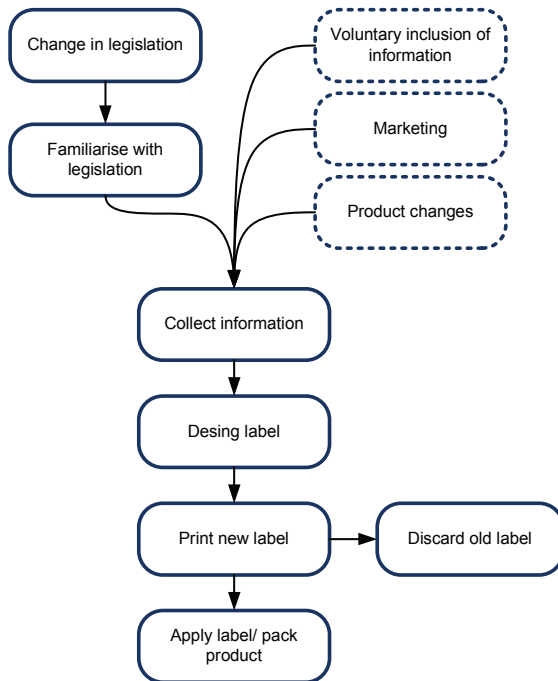 Change in legislation
Voluntary inclusion of
information
Familiarise with
legislation
Marketing
Product changes
Collect information
Desing label
Print new label
Discard old label
Apply label/ pack
product